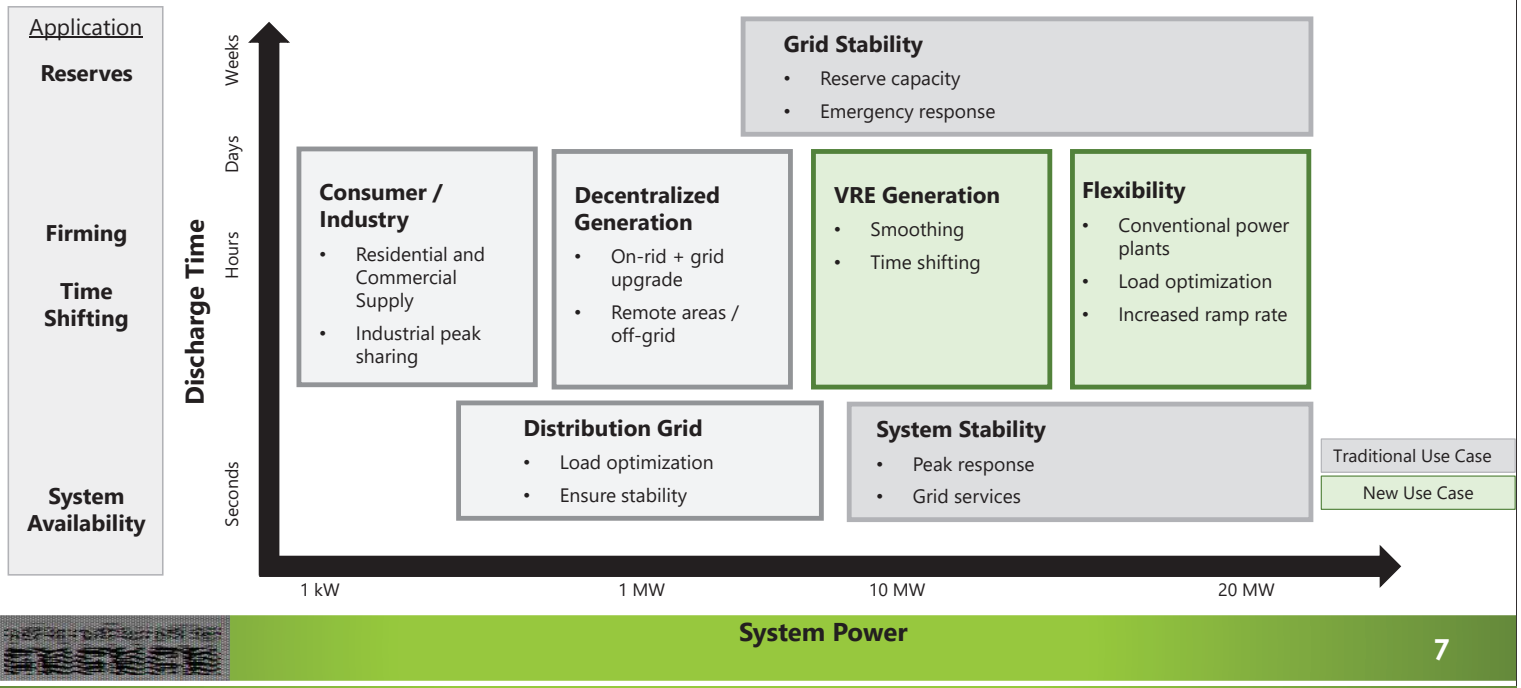 Application
Reserves
Firming
Time
Shifting
System
Availability
Discharge Time
Weeks
Days
Hours
Seconds
Grid Stability
• Reserve capacity
• Emergency response
Consumer /
Industry
• Residential and
Commercial
Supply
• Industrial peak
sharing
Decentralized
Generation
• On-rid + grid
upgrade
• Remote areas /
off-grid
VRE Generation
• Smoothing
• Time shifting
Flexibility
• Conventional power
plants
• Load optimization
• Increased ramp rate
Distribution Grid
• Load optimization
• Ensure stability
System Stability
• Peak response
• Grid services
Traditional Use Case
New Use Case
1 kW
1 MW
10 MW
20 MW
System Power
7